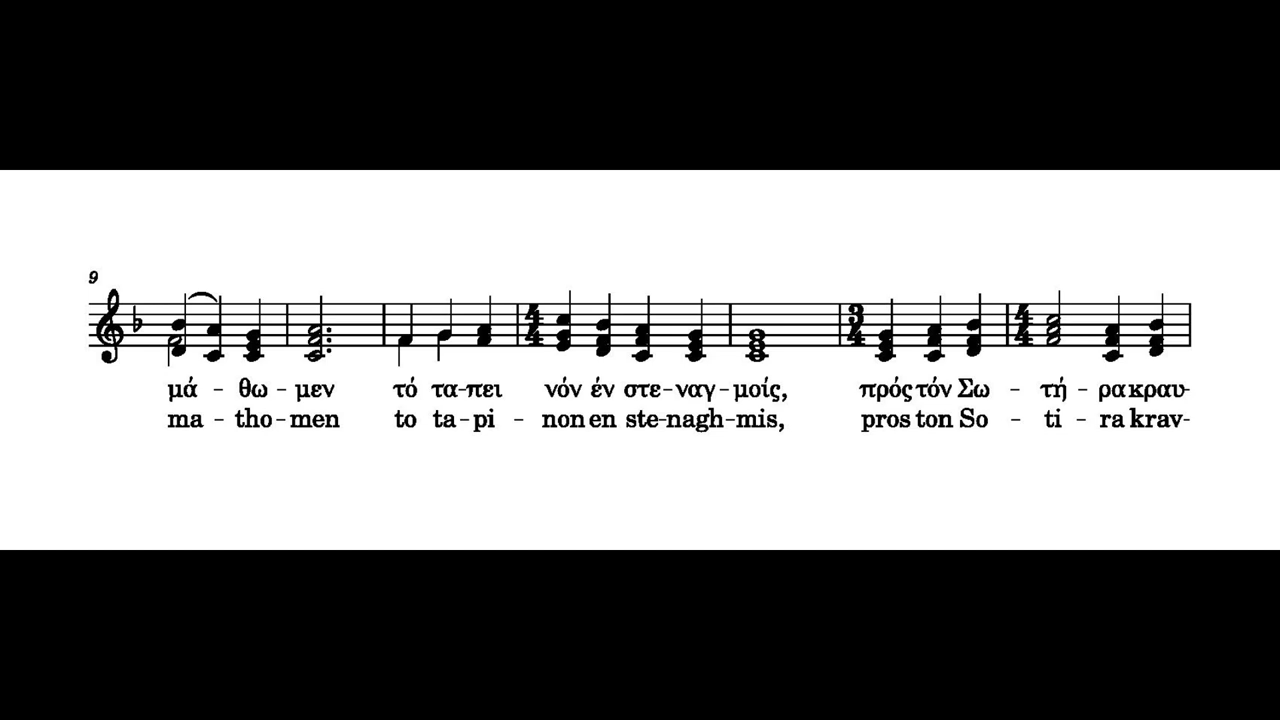 9
μά - θω - μεν τό τα - πει νόν έν στε - ναγ - μοίς, πρός τόν Σω - τή - ρα κραυ-
ma - tho - men to ta - pi - non en ste - nagh - mis, pros ton So - ti - ra krav-